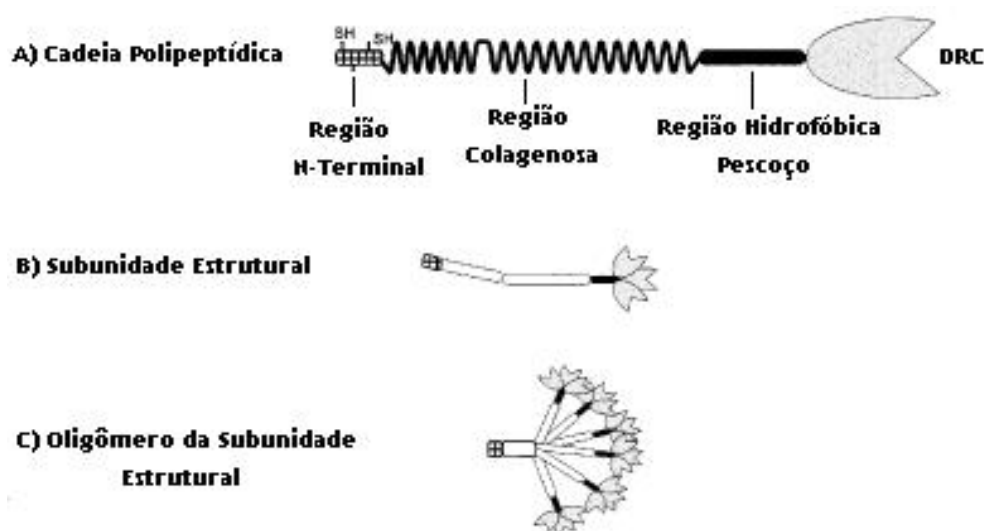 A) Cadeia Polipeptídica
SH
SH
DRC
Região
N-Terminal
Região
Colagenosa
Região Hidrofóbica
Pescoço
B) Subunidade Estrutural
C) Oligômero da Subunidade
Estrutural